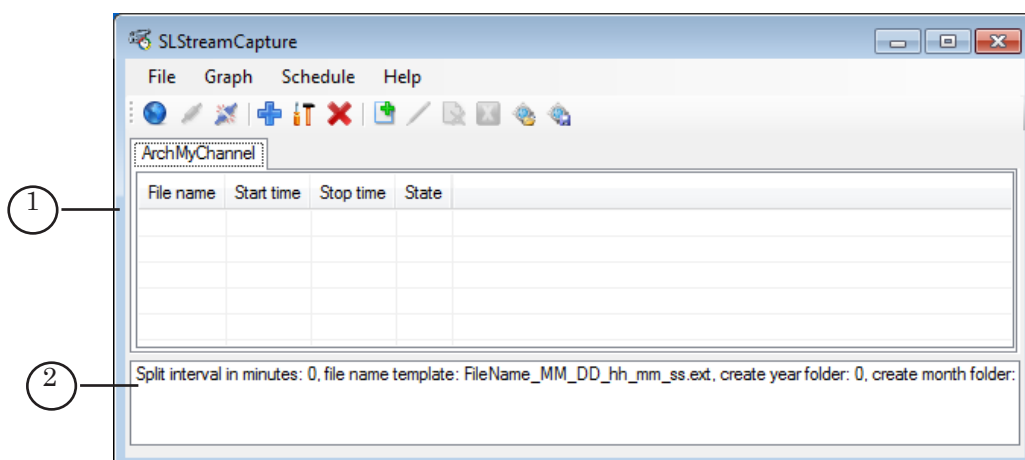 SLStreamCapture
File Graph Schedule Help
ArchMyChannel
File name Start time Stop time State
1
2
Split interval in minutes: 0, file name template: FileName_MM_DD_hh_mm_ss.ext, create year folder: 0, create month folder: